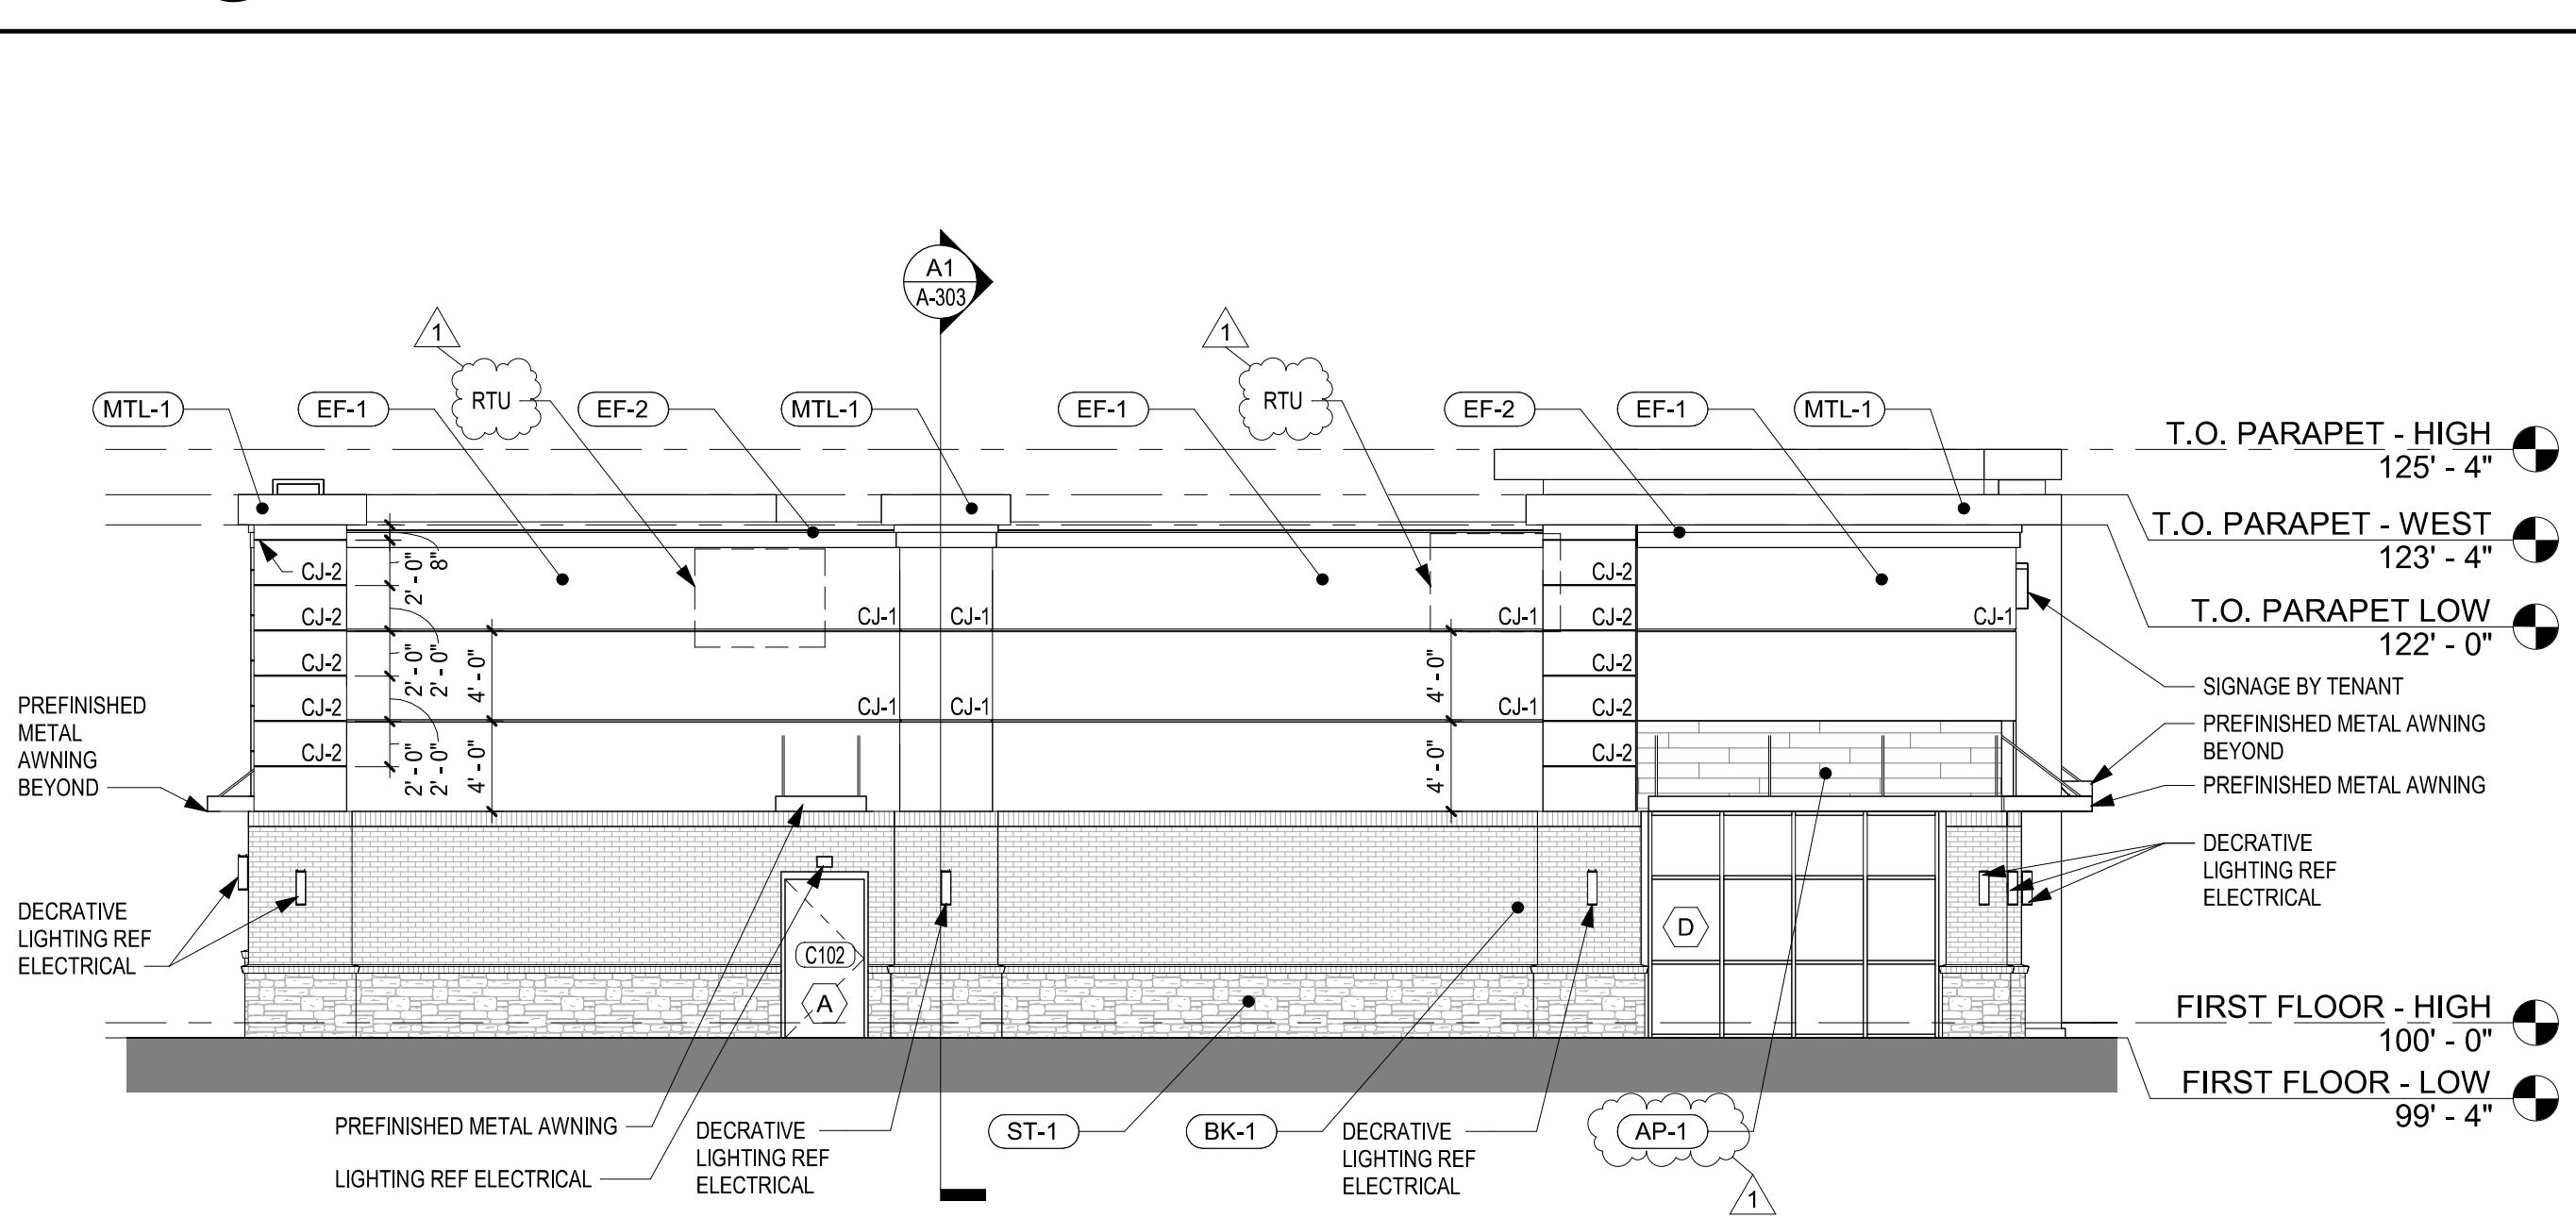 A1
A-303
1
1
MTL-1
EF-1
RTU
EF-2
MTL-1
EF-1
RTU
EF-2
EF-1
MTL-1
T.O. PARAPET - HIGH
125' - 4"
T.O. PARAPET - WEST
123' - 4"
T.O. PARAPET LOW
122' - 0"
CJ-2
CJ-2
CJ-2
CJ-2
CJ-2
8"
2' - 0"
2' - 0"
2' - 0"
2' - 0"
2' - 0"
4' - 0"
4' - 0"
CJ-1
CJ-1
CJ-1
CJ-1
CJ-1
CJ-1
4' - 0"
4' - 0"
CJ-2
CJ-2
CJ-2
CJ-2
CJ-2
CJ-1
SIGNAGE BY TENANT
PREFINISHED METAL AWNING
BEYOND
PREFINISHED METAL AWNING
DECRATIVE
LIGHTING REF
ELECTRICAL
PREFINISHED
METAL
AWNING
BEYOND
DECRATIVE
LIGHTING REF
ELECTRICAL
C102
A
D
FIRST FLOOR - HIGH
100' - 0"
FIRST FLOOR - LOW
99' - 4"
PREFINISHED METAL AWNING
LIGHTING REF ELECTRICAL
DECRATIVE
LIGHTING REF
ELECTRICAL
ST-1
BK-1
DECRATIVE
LIGHTING REF
ELECTRICAL
AP-1
1